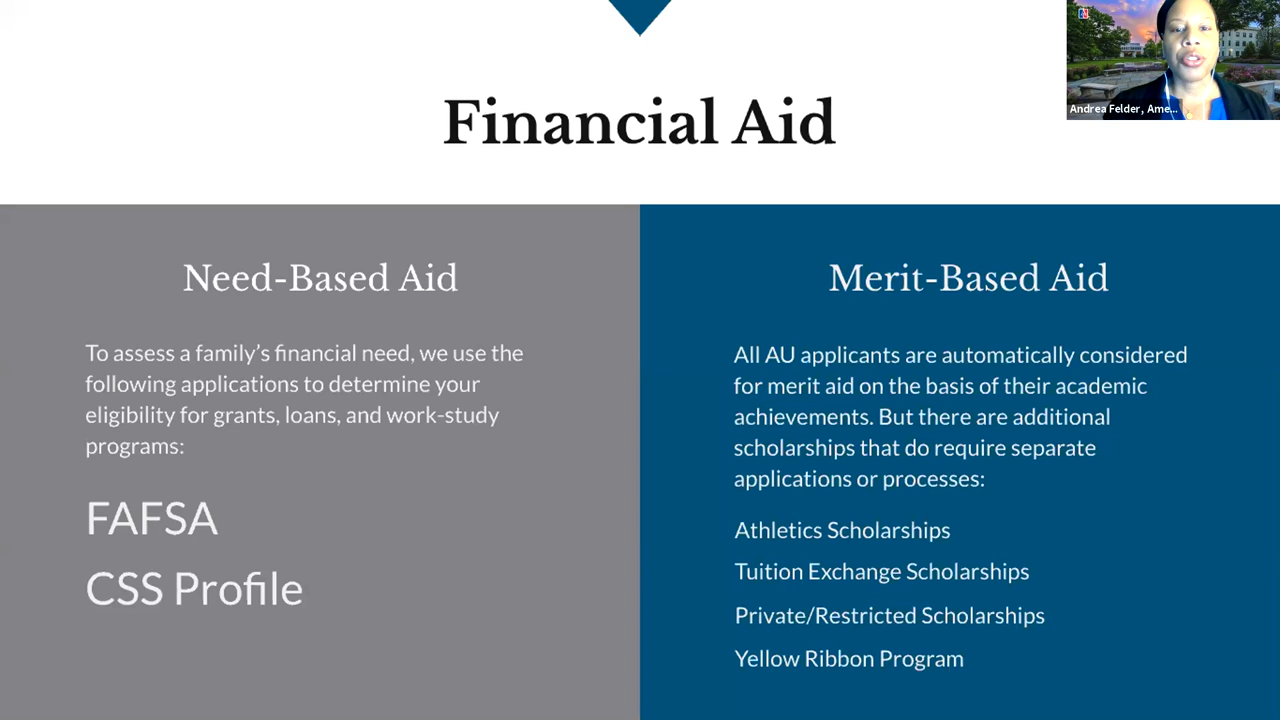 Financial Aid
Andrea Felder, Ame...
Need-Based Aid
To assess a family’s financial need, we use the
following applications to determine your
eligibility for grants, loans, and work-study
programs:
FAFSA
CSS Profile
Merit-Based Aid
All AU applicants are automatically considered
for merit aid on the basis of their academic
achievements. But there are additional
scholarships that do require separate
applications or processes:
Athletics Scholarships
Tuition Exchange Scholarships
Private/Restricted Scholarships
Yellow Ribbon Program